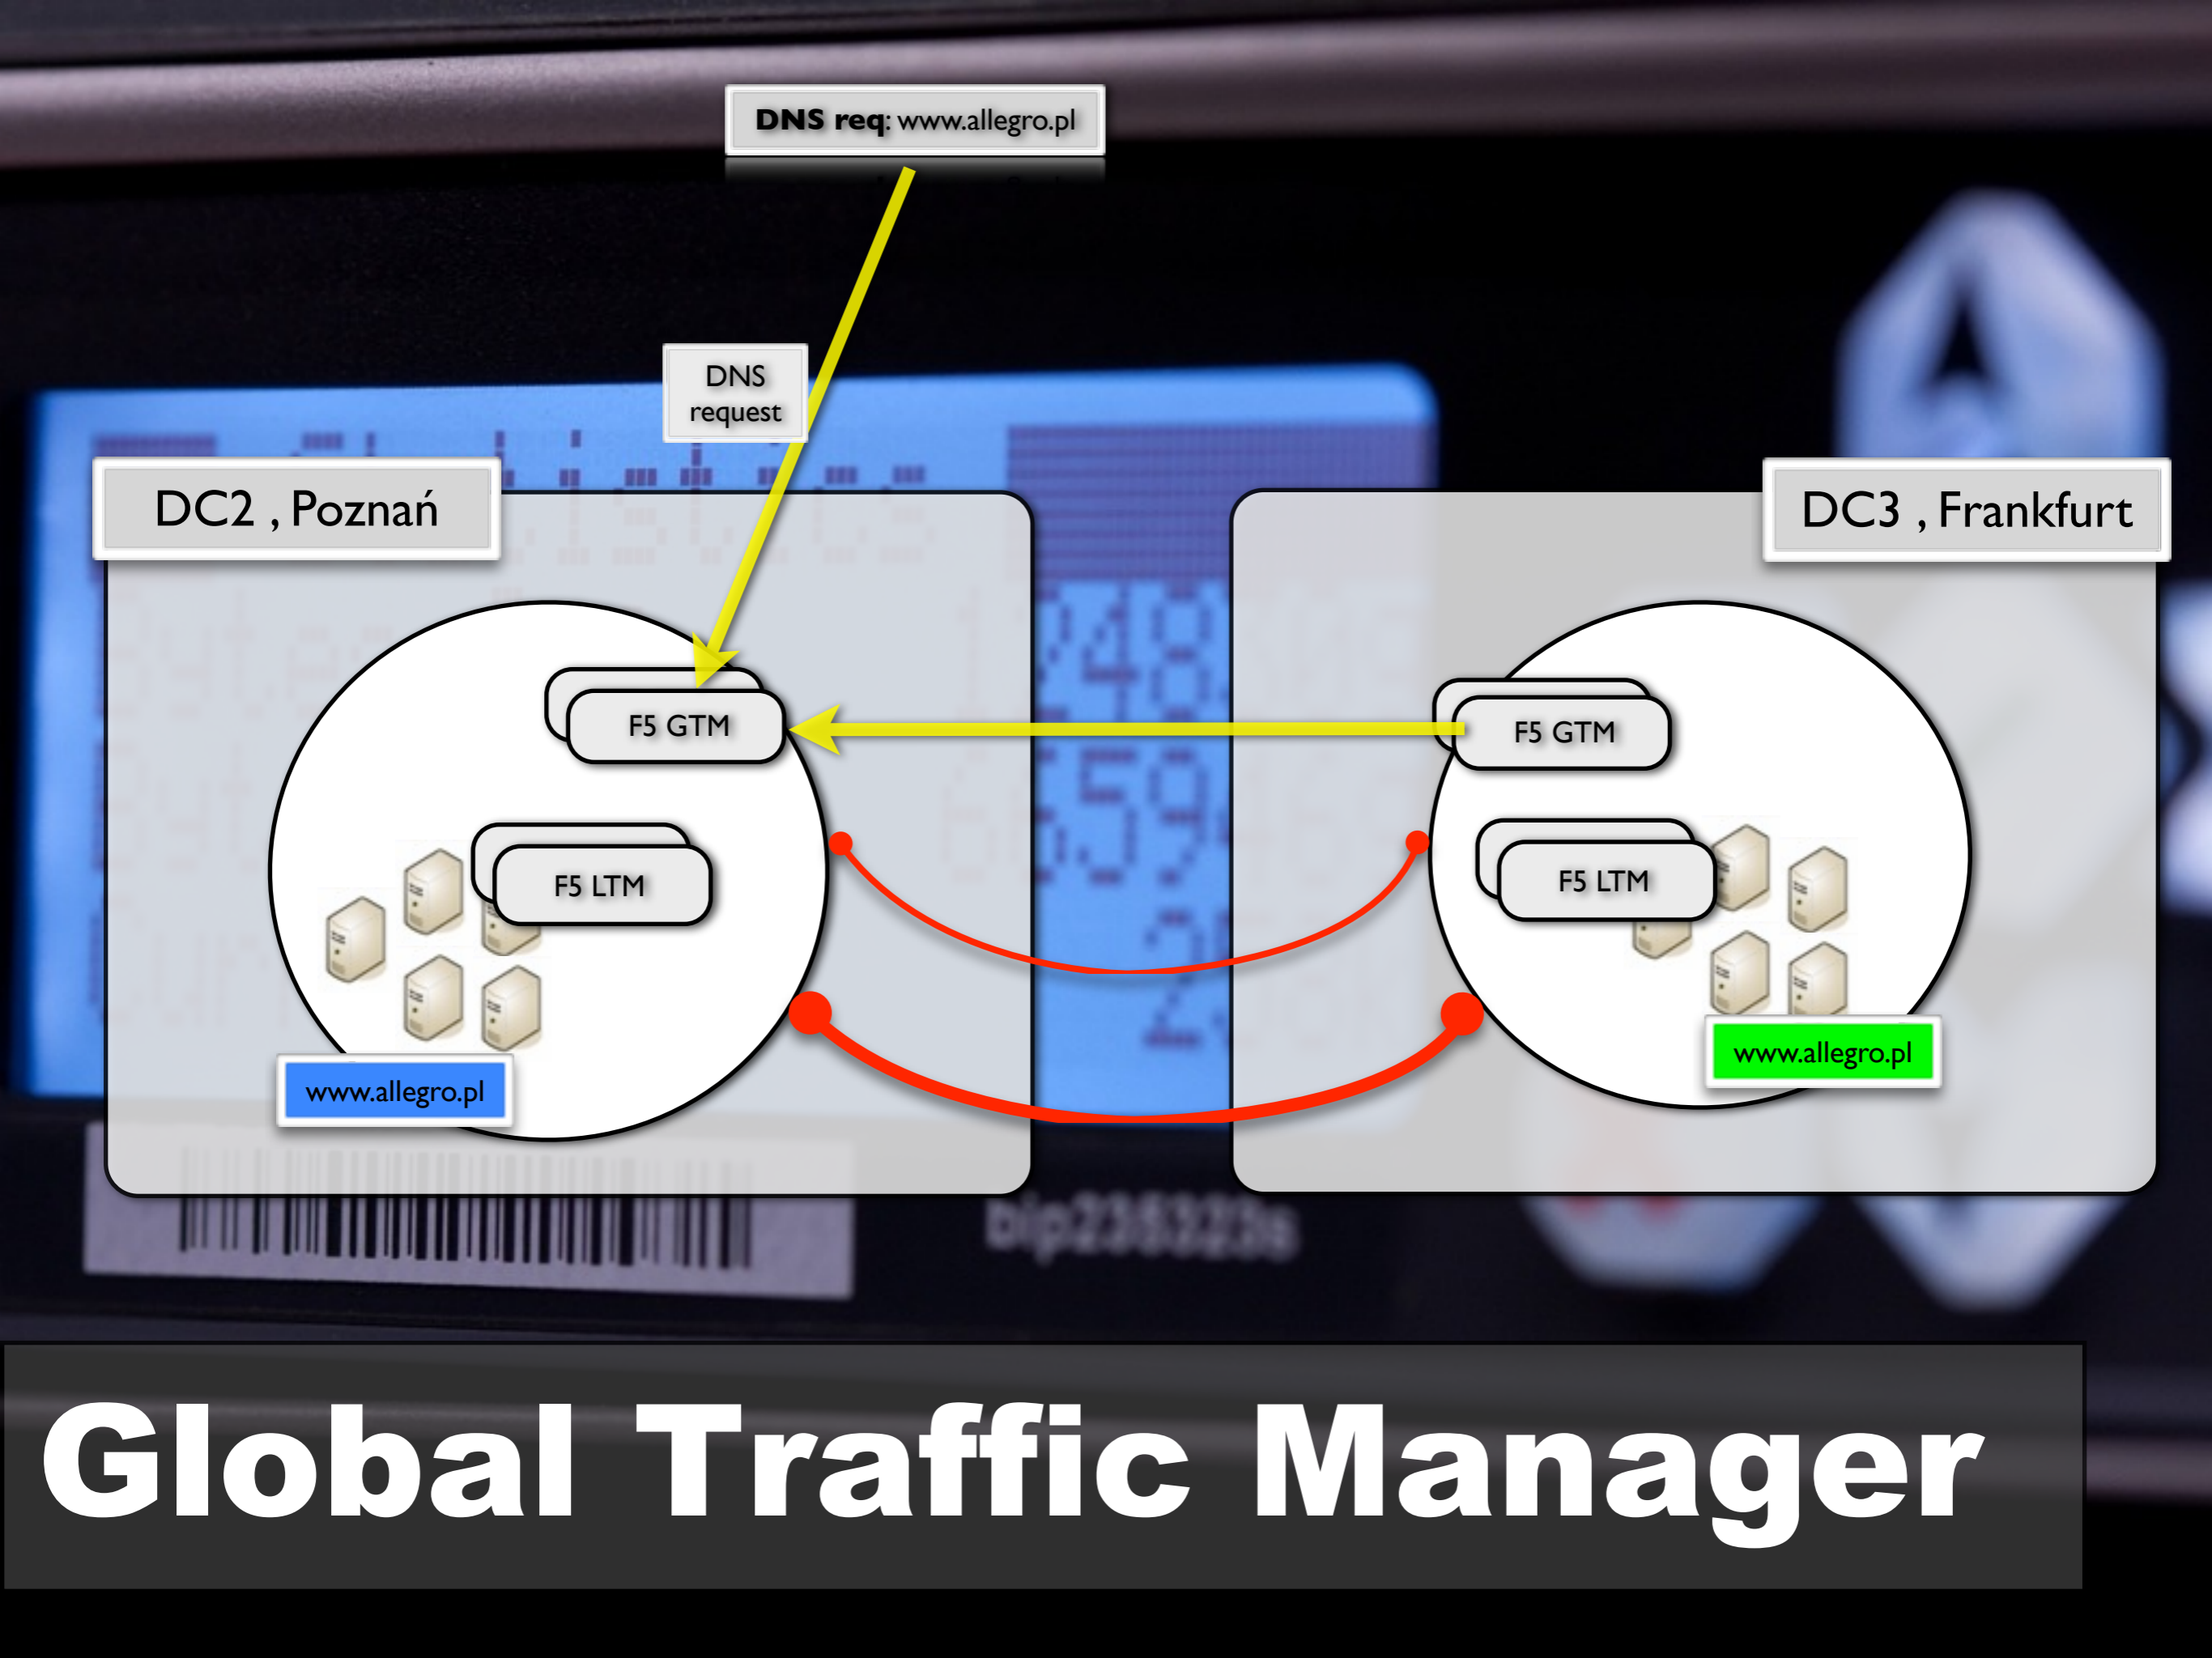 DNS req: www.allegro.pl
DNS
request
DC2 , Poznań
DC3 , Frankfurt
F5 GTM
F5 GTM
F5 LTM
F5 LTM
www.allegro.pl
www.allegro.pl
Global Traffic Manager